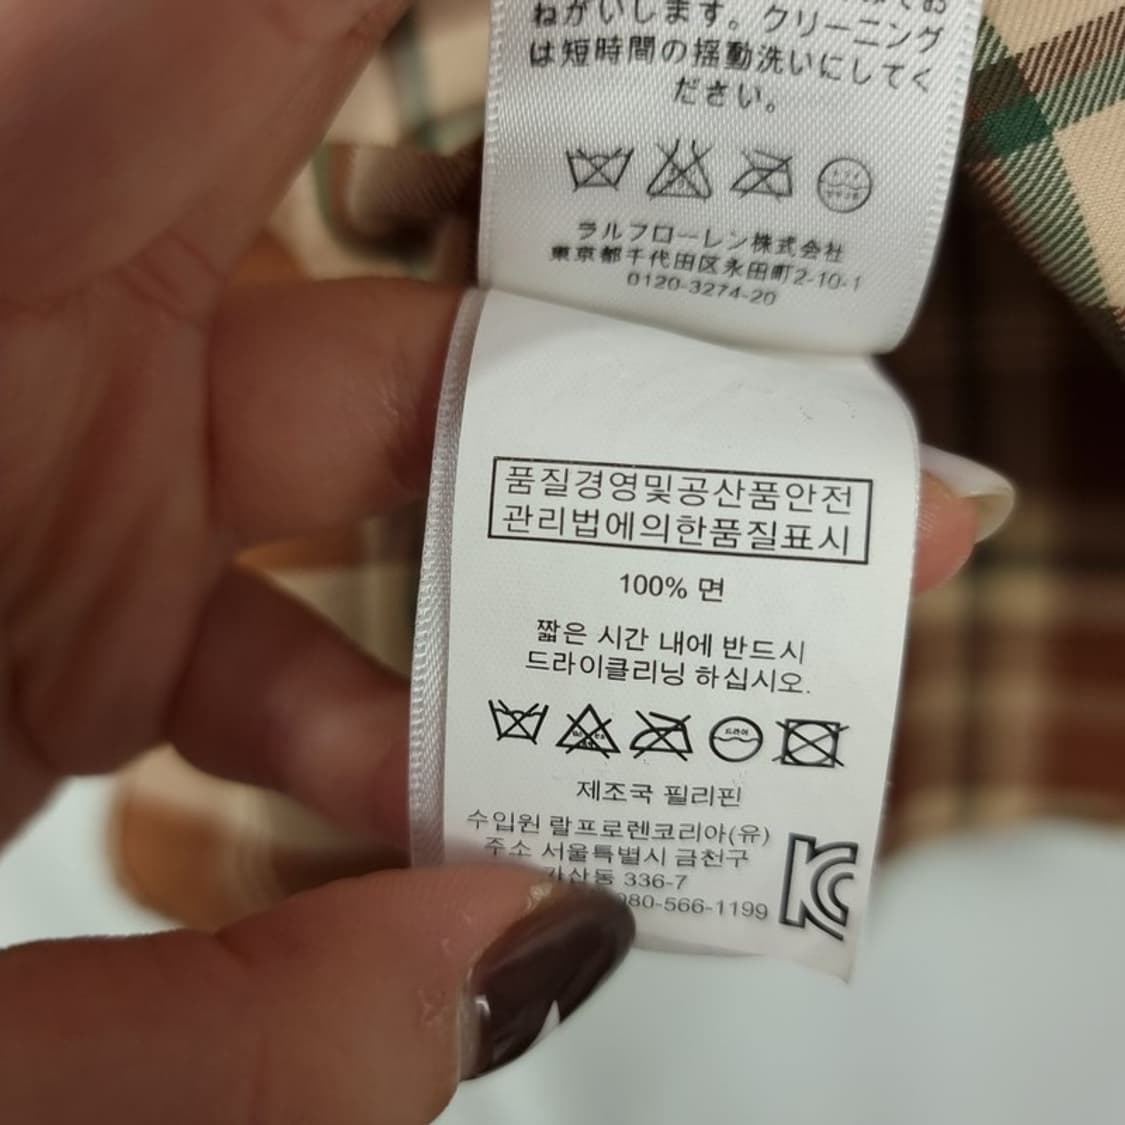 ねがいします。クリーニング
は短時間の揺動洗いにしてく
ださい。
ラルフローレン株式会社
東京都千代田区永田町2-10-1
0120-3274-20
품질경영및공산품안전
관리법에의한품질표시
100% 면
짧은 시간 내에 반드시
드라이클리닝 하십시오.
드라이
제조국 필리핀
수입원 랄프로렌코리아(유)
주소 서울특별시 금천구
가산동 336-7
080-566-1199